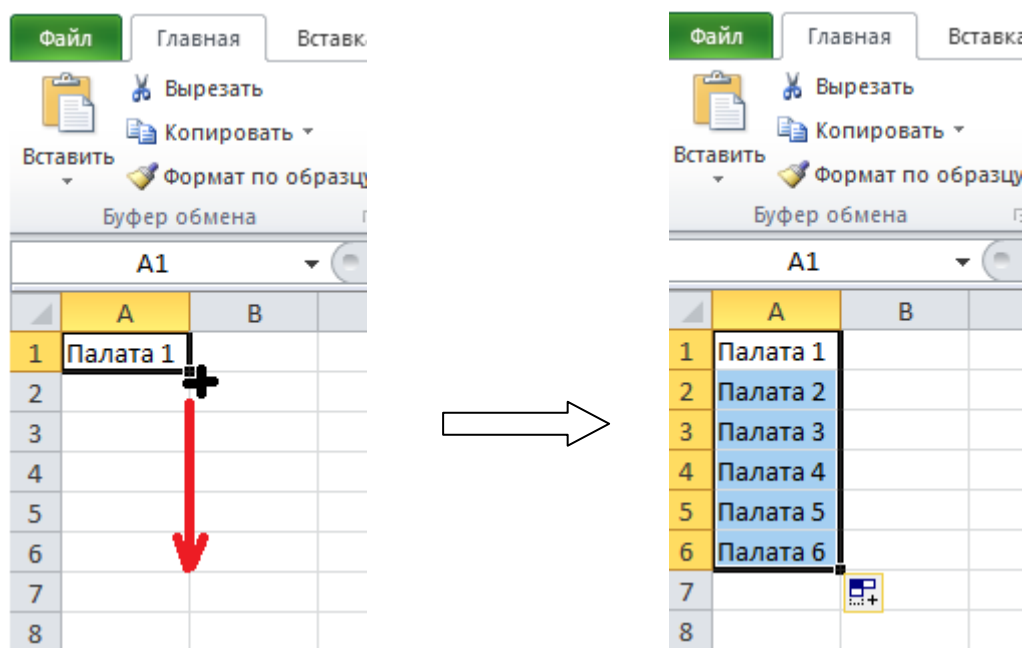 Файл Главная Вставк
Вырезать
Копировать
Вставить
Формат по образцу
Буфер обмена
A1
A B
1 Палата 1
2
3
4
5
6
7
8
Файл Главная Вставка
Вырезать
Копировать
Вставить
Формат по образцу
Буфер обмена
A1
A B
1 Палата 1
2 Палата 2
3 Палата 3
4 Палата 4
5 Палата 5
6 Палата 6
7
8